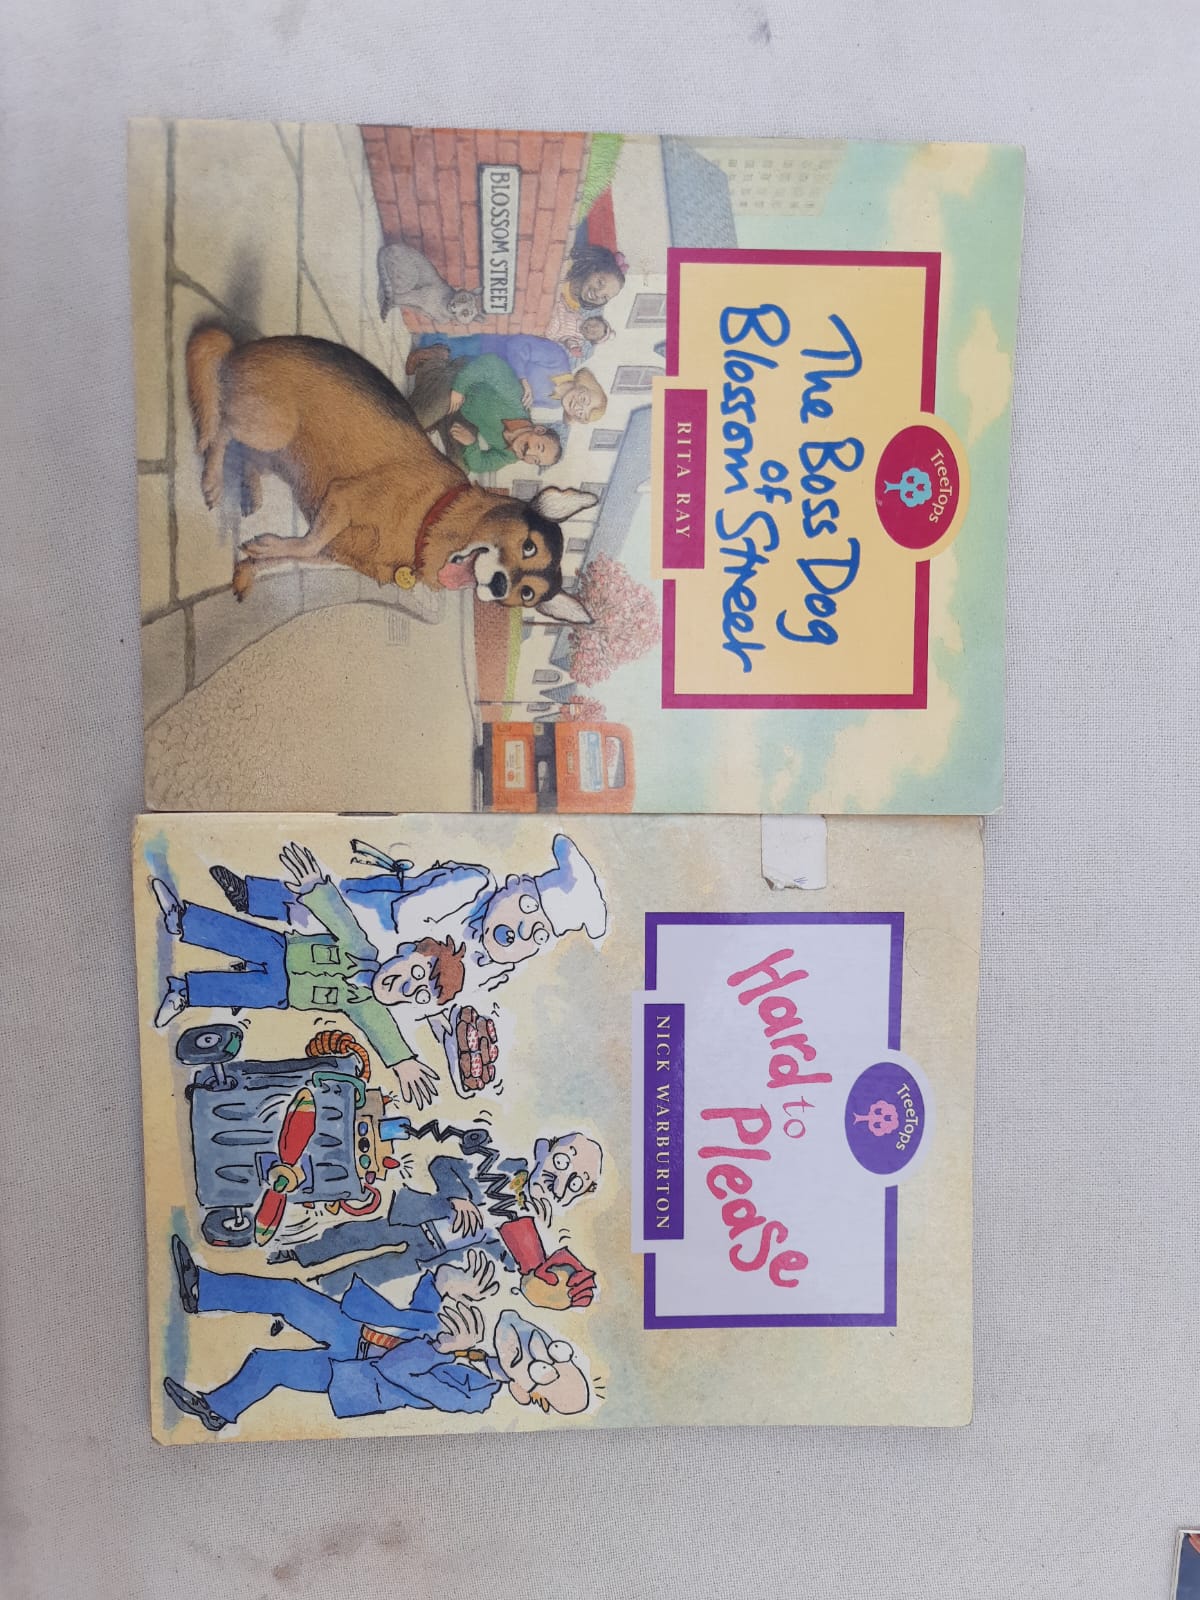 TreeTops
The Boss Dog
of
Blossom Street
RITA RAY
BLOSSOM STREET
TreeTops
Hard to
Please
NICK WARBURTON